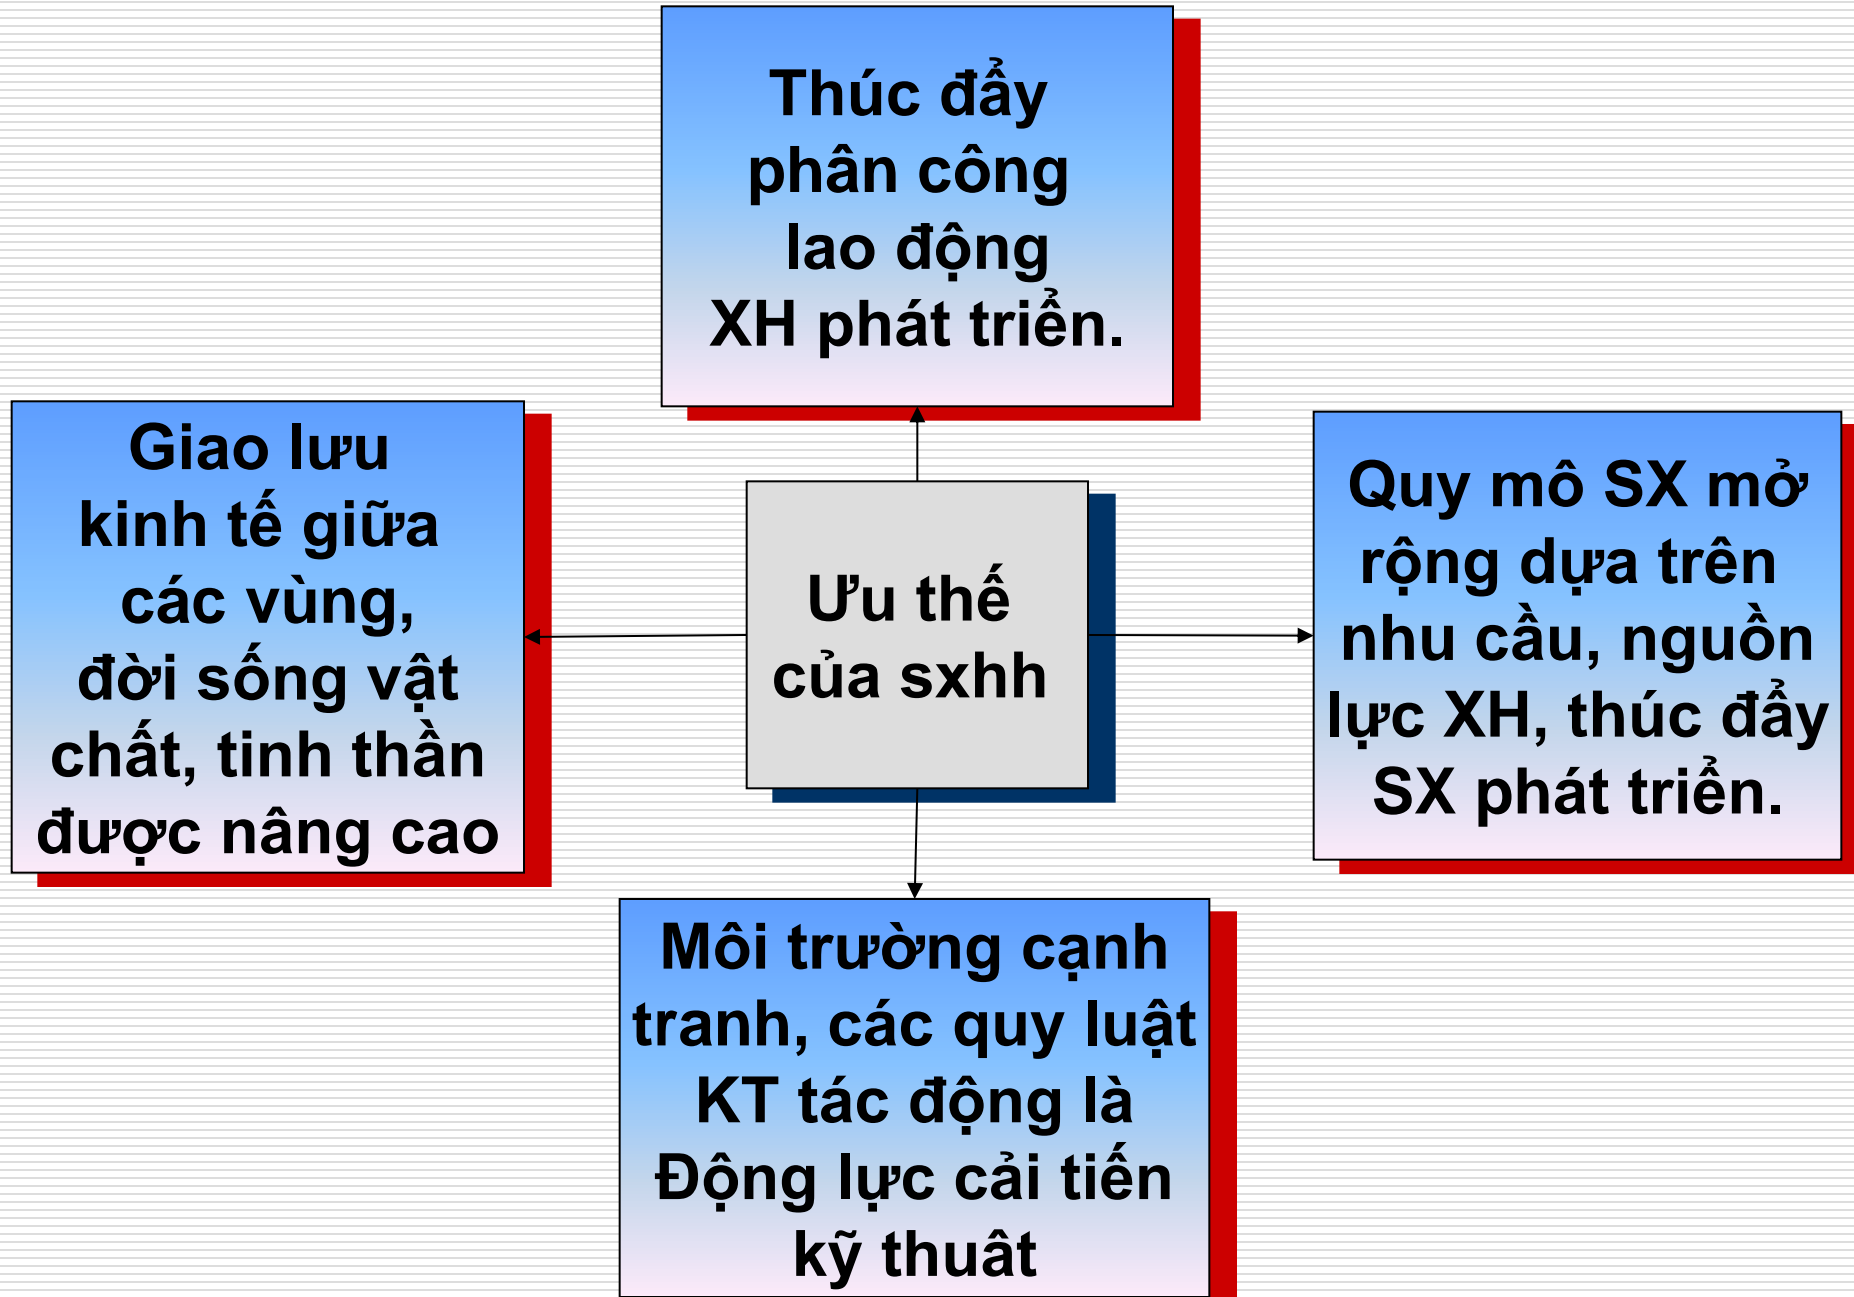 Thúc đẩy
phân công
lao động
XH phát triển.
Giao lưu
kinh tế giữa
các vùng,
đời sống vật
chất, tinh thần
được nâng cao
Ưu thế
của sxhh
Quy mô SX mở
rộng dựa trên
nhu cầu, nguồn
lực XH, thúc đẩy
SX phát triển.
Môi trường cạnh
tranh, các quy luật
KT tác động là
Động lực cải tiến
kỹ thuât